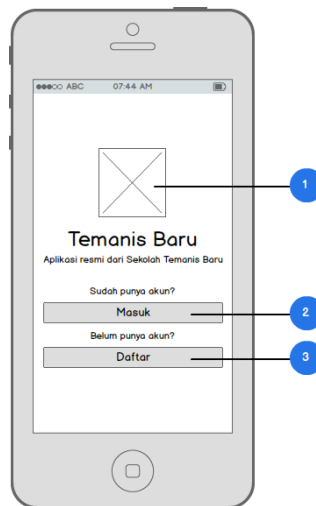 ABC 07:44 AM
1
Temanis Baru
Aplikasi resmi dari Sekolah Temanis Baru
Sudah punya akun?
Masuk
2
Belum punya akun?
Daftar
3